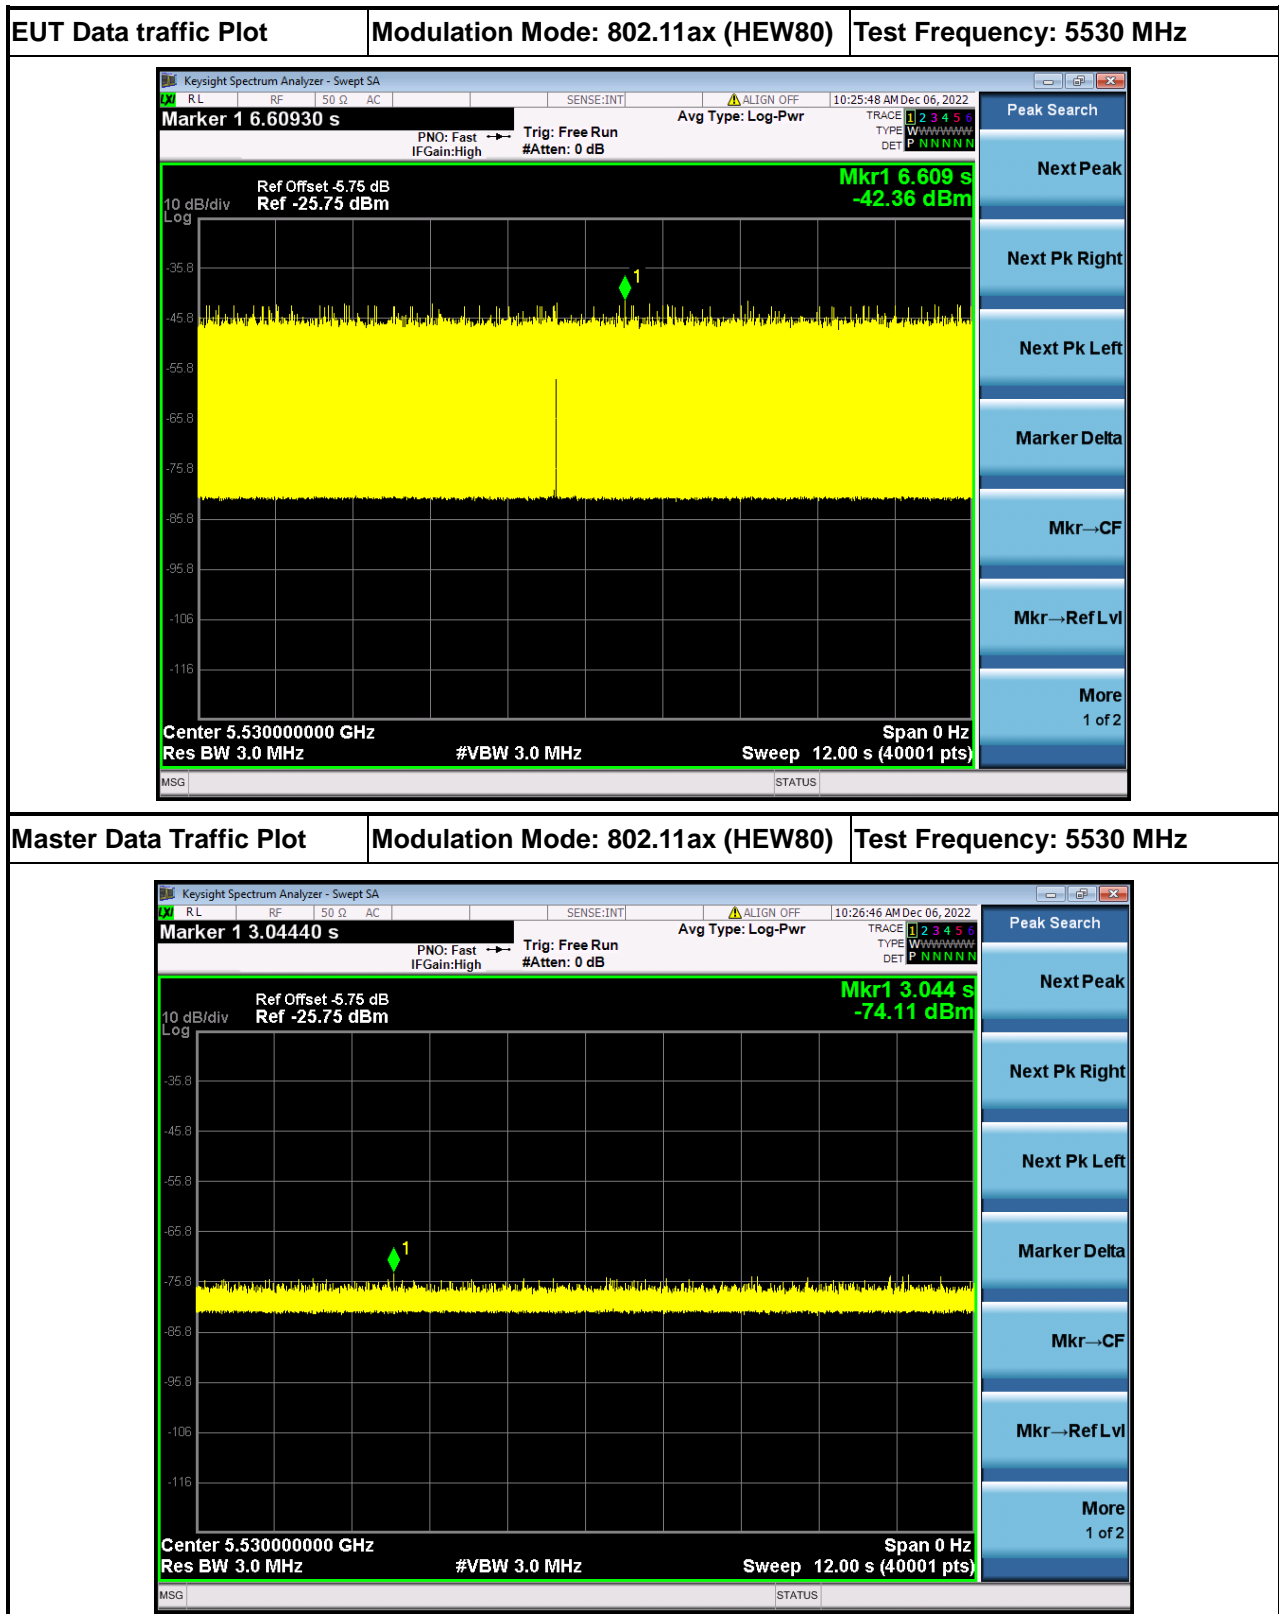 EUT Data traffic Plot Modulation Mode: 802.11ax (HEW80) Test Frequency: 5530 MHz
Keysight Spectrum Analyzer - Swept SA
LXI RL RF 50 Ω AC SENSE:INT ALIGN OFF 10:25:48 AM Dec 06, 2022
Marker 1 6.60930 s
PNO: Fast
IFGain:High
Trig: Free Run
#Atten: 0 dB
Avg Type: Log-Pwr
TRACE 1 2 3 4 5 6
TYPE WWWWWW
DET P N N N N N
Peak Search
Mkr1 6.609 s
-42.36 dBm
Ref Offset -5.75 dB
10 dB/div Ref -25.75 dBm
Log
1
-35.8
-45.8
-55.8
-65.8
-75.8
-85.8
-95.8
-106
-116
Next Peak
Next Pk Right
Next Pk Left
Marker Delta
Mkr→CF
Mkr→Ref Lvl
More
1 of 2
Center 5.530000000 GHz Span 0 Hz
Res BW 3.0 MHz #VBW 3.0 MHz Sweep 12.00 s (40001 pts)
MSG STATUS
Master Data Traffic Plot Modulation Mode: 802.11ax (HEW80) Test Frequency: 5530 MHz
Keysight Spectrum Analyzer - Swept SA
LXI RL RF 50 Ω AC SENSE:INT ALIGN OFF 10:26:46 AM Dec 06, 2022
Marker 1 3.04440 s
PNO: Fast
IFGain:High
Trig: Free Run
#Atten: 0 dB
Avg Type: Log-Pwr
TRACE 1 2 3 4 5 6
TYPE WWWWWW
DET P N N N N N
Peak Search
Mkr1 3.044 s
-74.11 dBm
Ref Offset -5.75 dB
10 dB/div Ref -25.75 dBm
Log
-35.8
-45.8
-55.8
-65.8
1
-75.8
-85.8
-95.8
-106
-116
Next Peak
Next Pk Right
Next Pk Left
Marker Delta
Mkr→CF
Mkr→Ref Lvl
More
1 of 2
Center 5.530000000 GHz Span 0 Hz
Res BW 3.0 MHz #VBW 3.0 MHz Sweep 12.00 s (40001 pts)
MSG STATUS